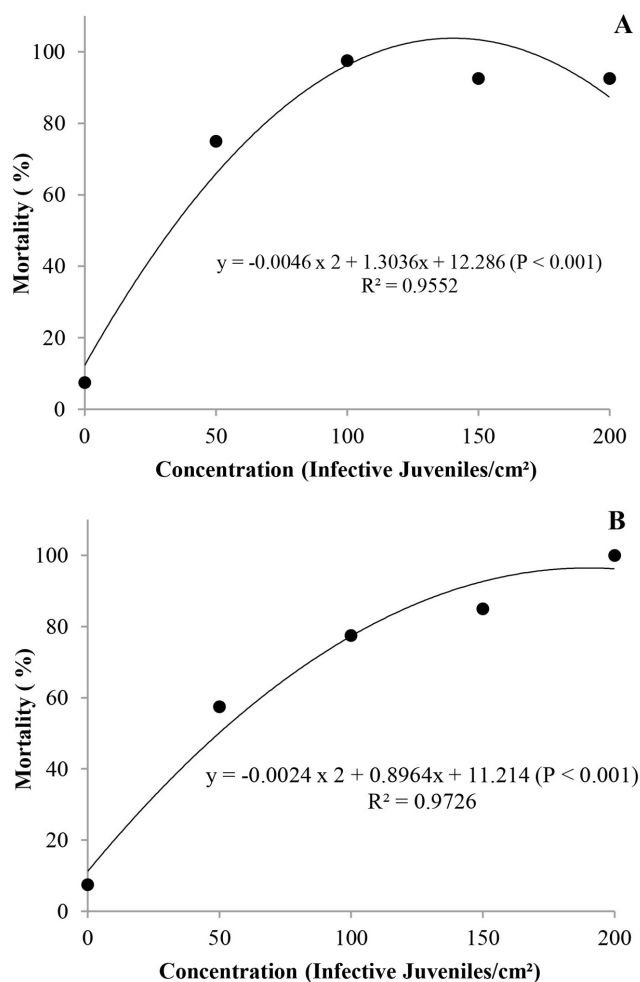 A
100
80
60
40
20
0
Mortality ( %)
y = -0.0046 x 2 + 1.3036x + 12.286 (P < 0.001)
R² = 0.9552
0 50 100 150 200
Concentration (Infective Juveniles/cm²)
B
100
80
60
40
20
0
Mortality ( %)
y = -0.0024 x 2 + 0.8964x + 11.214 (P < 0.001)
R² = 0.9726
0 50 100 150 200
Concentration (Infective Juveniles/cm²)